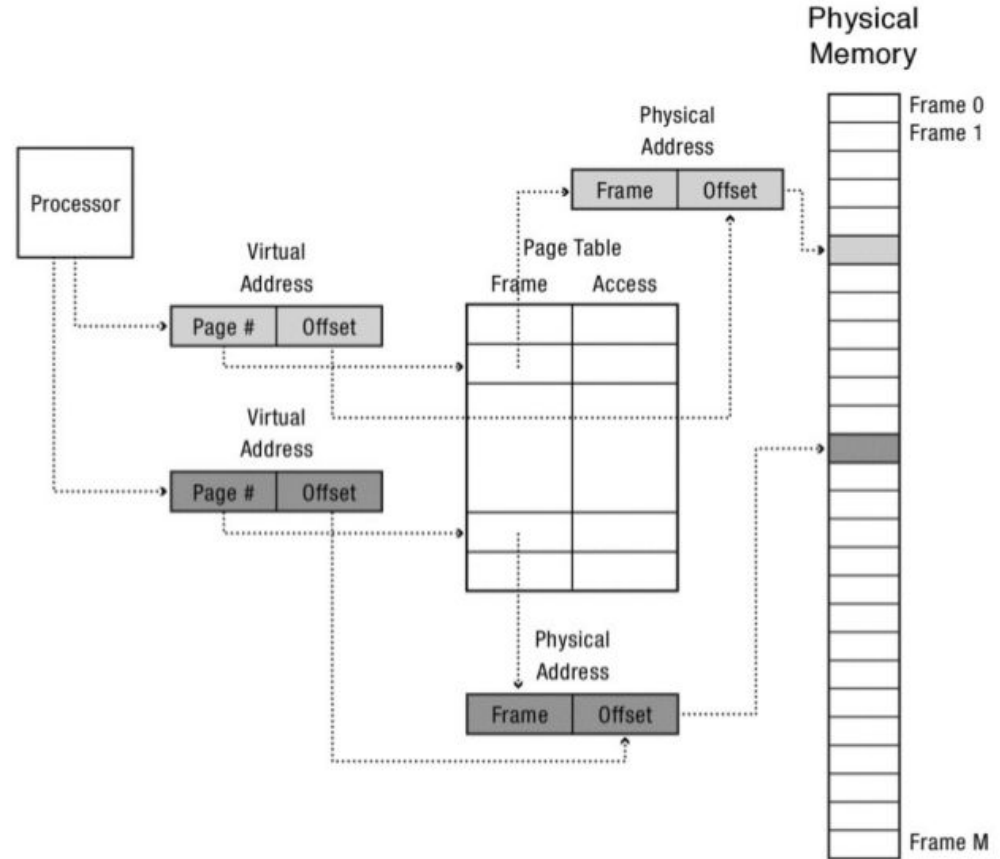 Physical
Memory
Frame 0
Frame 1
Physical
Address
Frame Offset
Processor
Page Table
Frame Access
Virtual
Address
Page # Offset
Virtual
Address
Page # Offset
Physical
Address
Frame Offset
Frame M